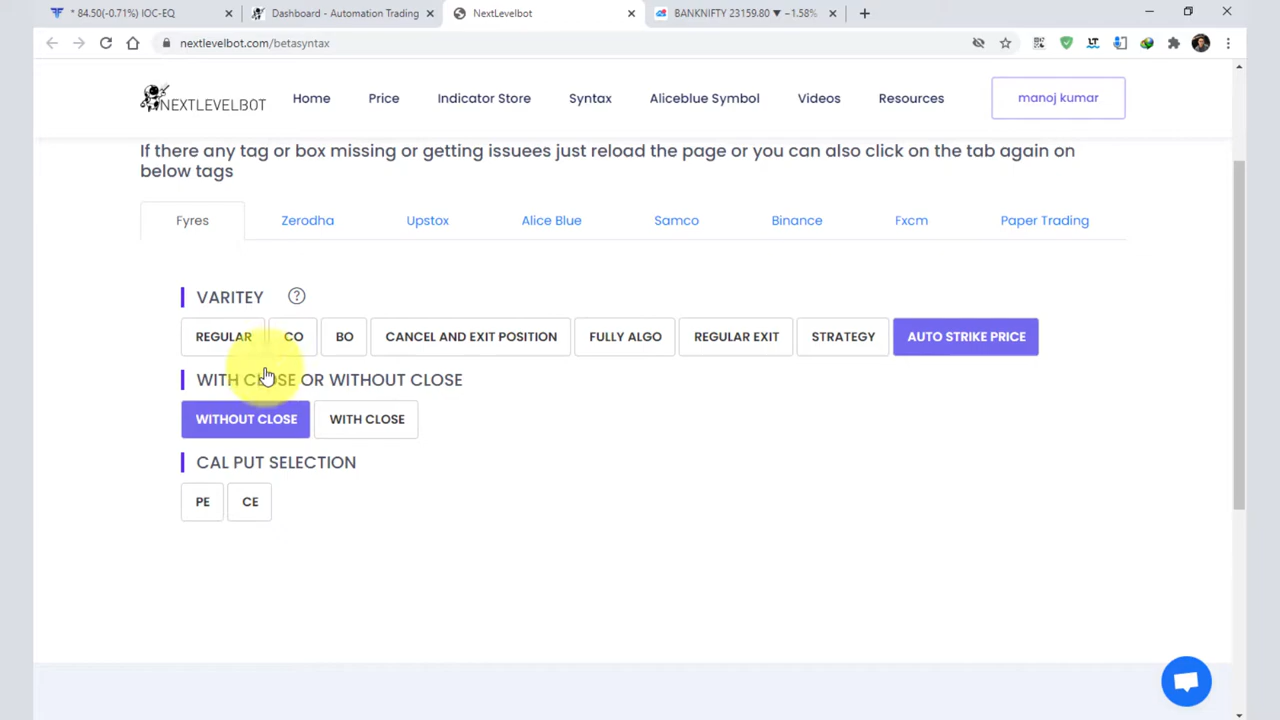 * 84.50(-0.71%) IOC-EQ
Dashboard - Automation Trading
NextLevelbot
BANKNIFTY 23159.80 ▼ −1.58%
nextlevelbot.com/betasyntax
LT
NEXTLEVELBOT
Home
Price
Indicator Store
Syntax
Aliceblue Symbol
Videos
Resources
manoj kumar
If there any tag or box missing or getting issuees just reload the page or you can also click on the tab again on
below tags
Fyres
Zerodha
Upstox
Alice Blue
Samco
Binance
Fxcm
Paper Trading
VARITEY ?
REGULAR
CO
BO
CANCEL AND EXIT POSITION
FULLY ALGO
REGULAR EXIT
STRATEGY
AUTO STRIKE PRICE
WITH CLOSE OR WITHOUT CLOSE
WITHOUT CLOSE
WITH CLOSE
CAL PUT SELECTION
PE
CE